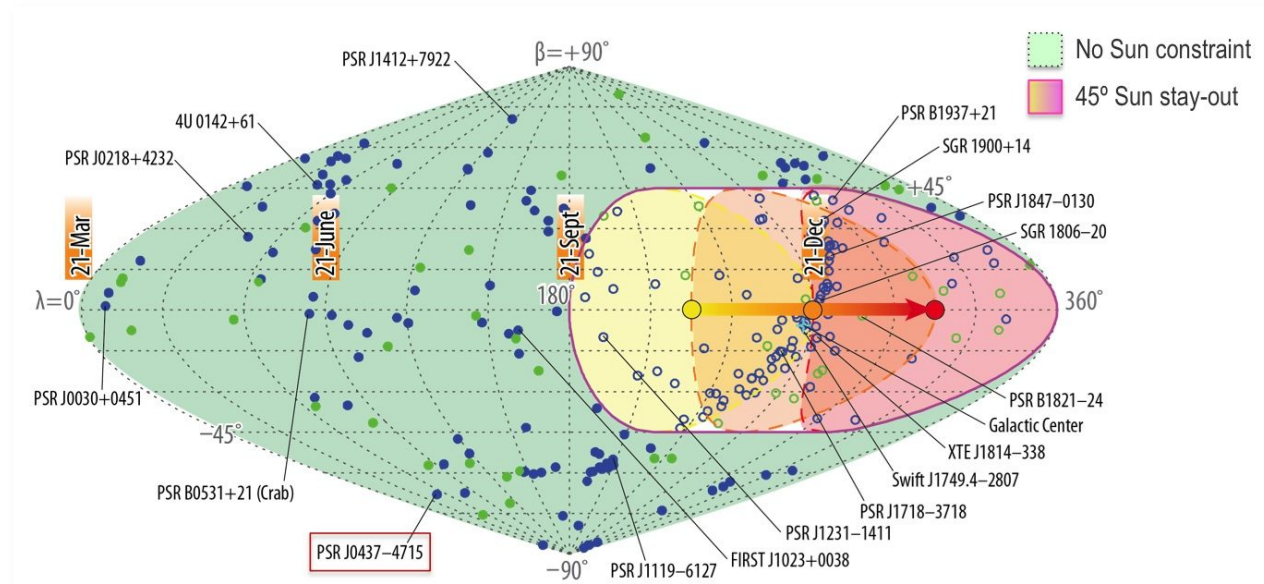 β=+90°
No Sun constraint
45º Sun stay-out
PSR J1412+7922
4U 0142+61
PSR J0218+4232
PSR B1937+21
SGR 1900+14
+45°
PSR J1847–0130
SGR 1806–20
21-Mar
21-June
21-Sept
21-Dec
λ=0°
180°
360°
PSR J0030+0451
–45°
PSR B1821–24
Galactic Center
XTE J1814–338
Swift J1749.4–2807
PSR B0531+21 (Crab)
PSR J1718–3718
PSR J1231–1411
PSR J0437–4715
FIRST J1023+0038
PSR J1119–6127
–90°